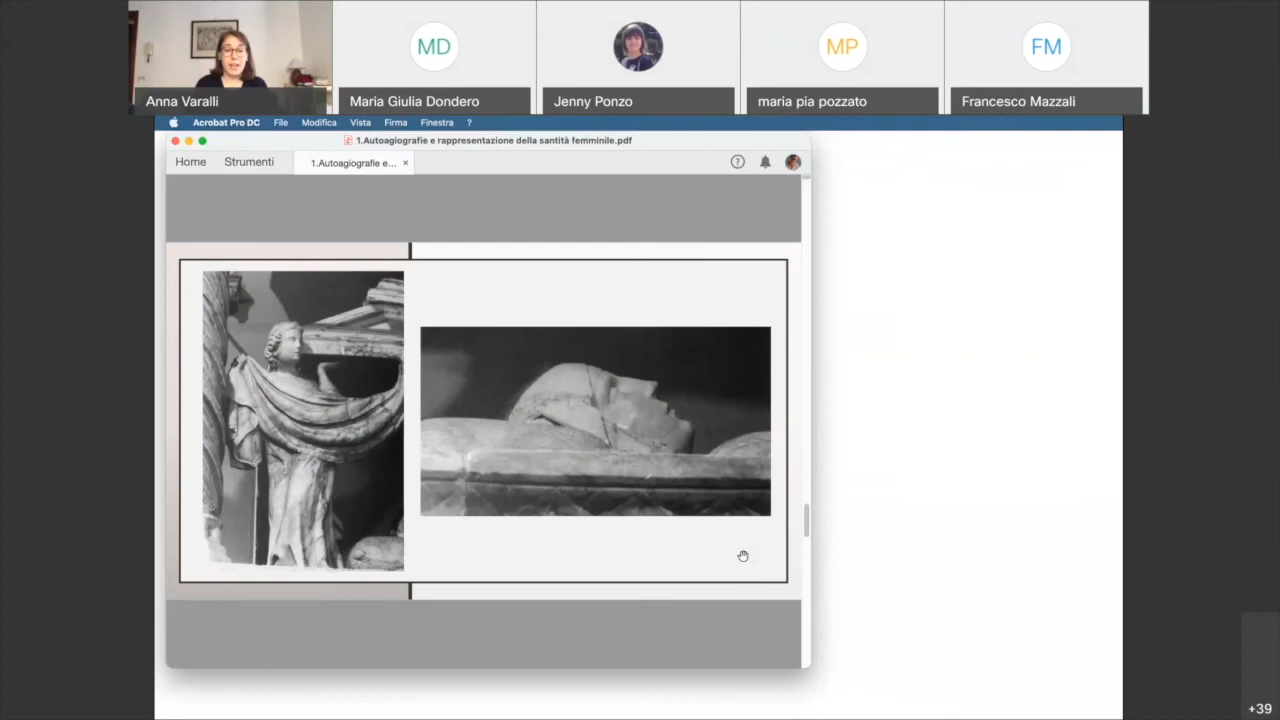 MD
MP
FM
Anna Varalli
Maria Giulia Dondero
Jenny Ponzo
maria pia pozzato
Francesco Mazzali
Acrobat Pro DC File Modifica Vista Firma Finestra ?
1.Autoagiografie e rappresentazione della santità femminile.pdf
Home Strumenti 1.Autoagiografie e... × ?
+39